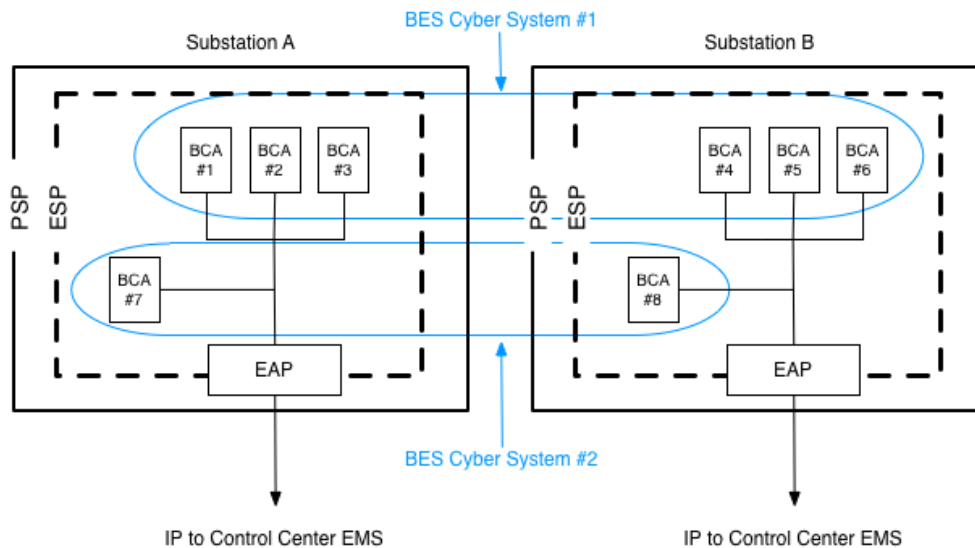 BES Cyber System #1
Substation A
Substation B
BCA
#1
BCA
#2
BCA
#3
BCA
#4
BCA
#5
BCA
#6
PSP
ESP
PSP
ESP
BCA
#7
BCA
#8
EAP
EAP
BES Cyber System #2
IP to Control Center EMS
IP to Control Center EMS